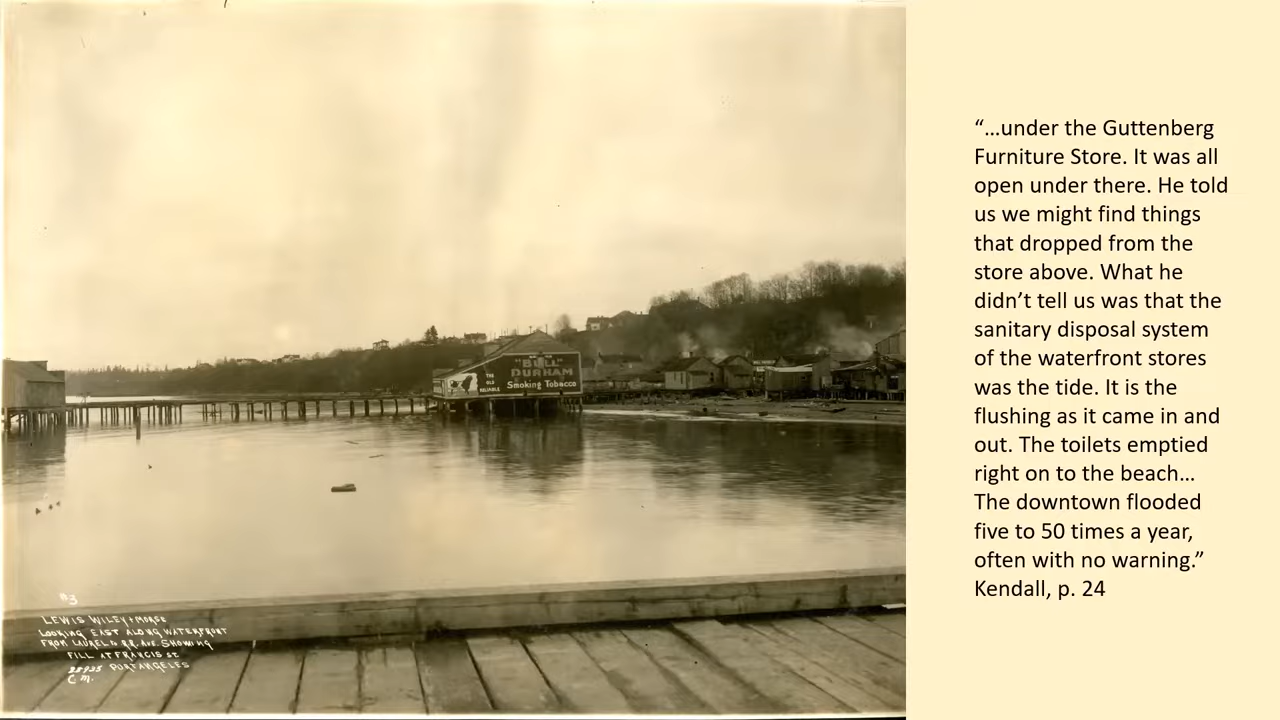 "BULL"
DURHAM
THE
OLD
RELIABLE
Smoking Tobacco
#3
LEWIS WILEY & MORSE
LOOKING EAST ALONG WATERFRONT
FROM LAUREL & RR. AVE. SHOWING
FILL AT FRANCIS ST.
PORT ANGELES
C.M.
“…under the Guttenberg
Furniture Store. It was all
open under there. He told
us we might find things
that dropped from the
store above. What he
didn’t tell us was that the
sanitary disposal system
of the waterfront stores
was the tide. It is the
flushing as it came in and
out. The toilets emptied
right on to the beach…
The downtown flooded
five to 50 times a year,
often with no warning.”
Kendall, p. 24